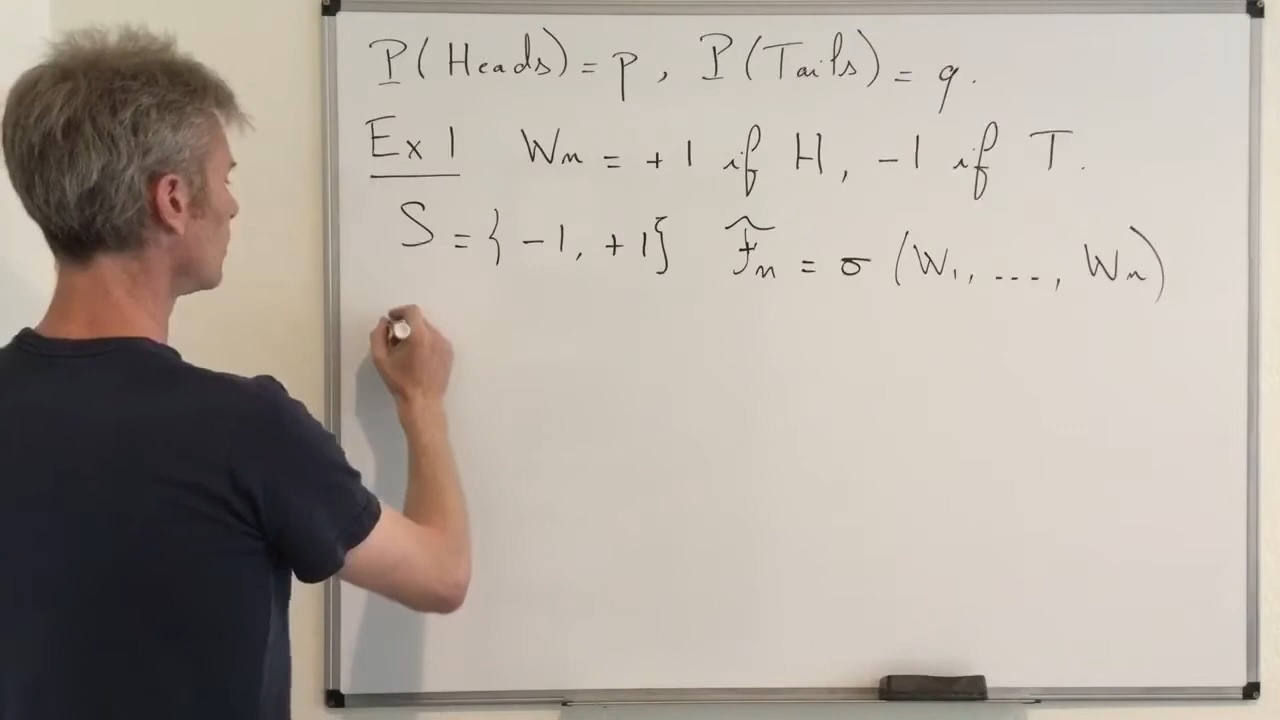 P(Heads) = p, P(Tails) = q.
Ex 1 Wₙ = +1 if H, -1 if T.
S = {-1, +1} F̃ₙ = σ (W₁, ..., Wₙ)